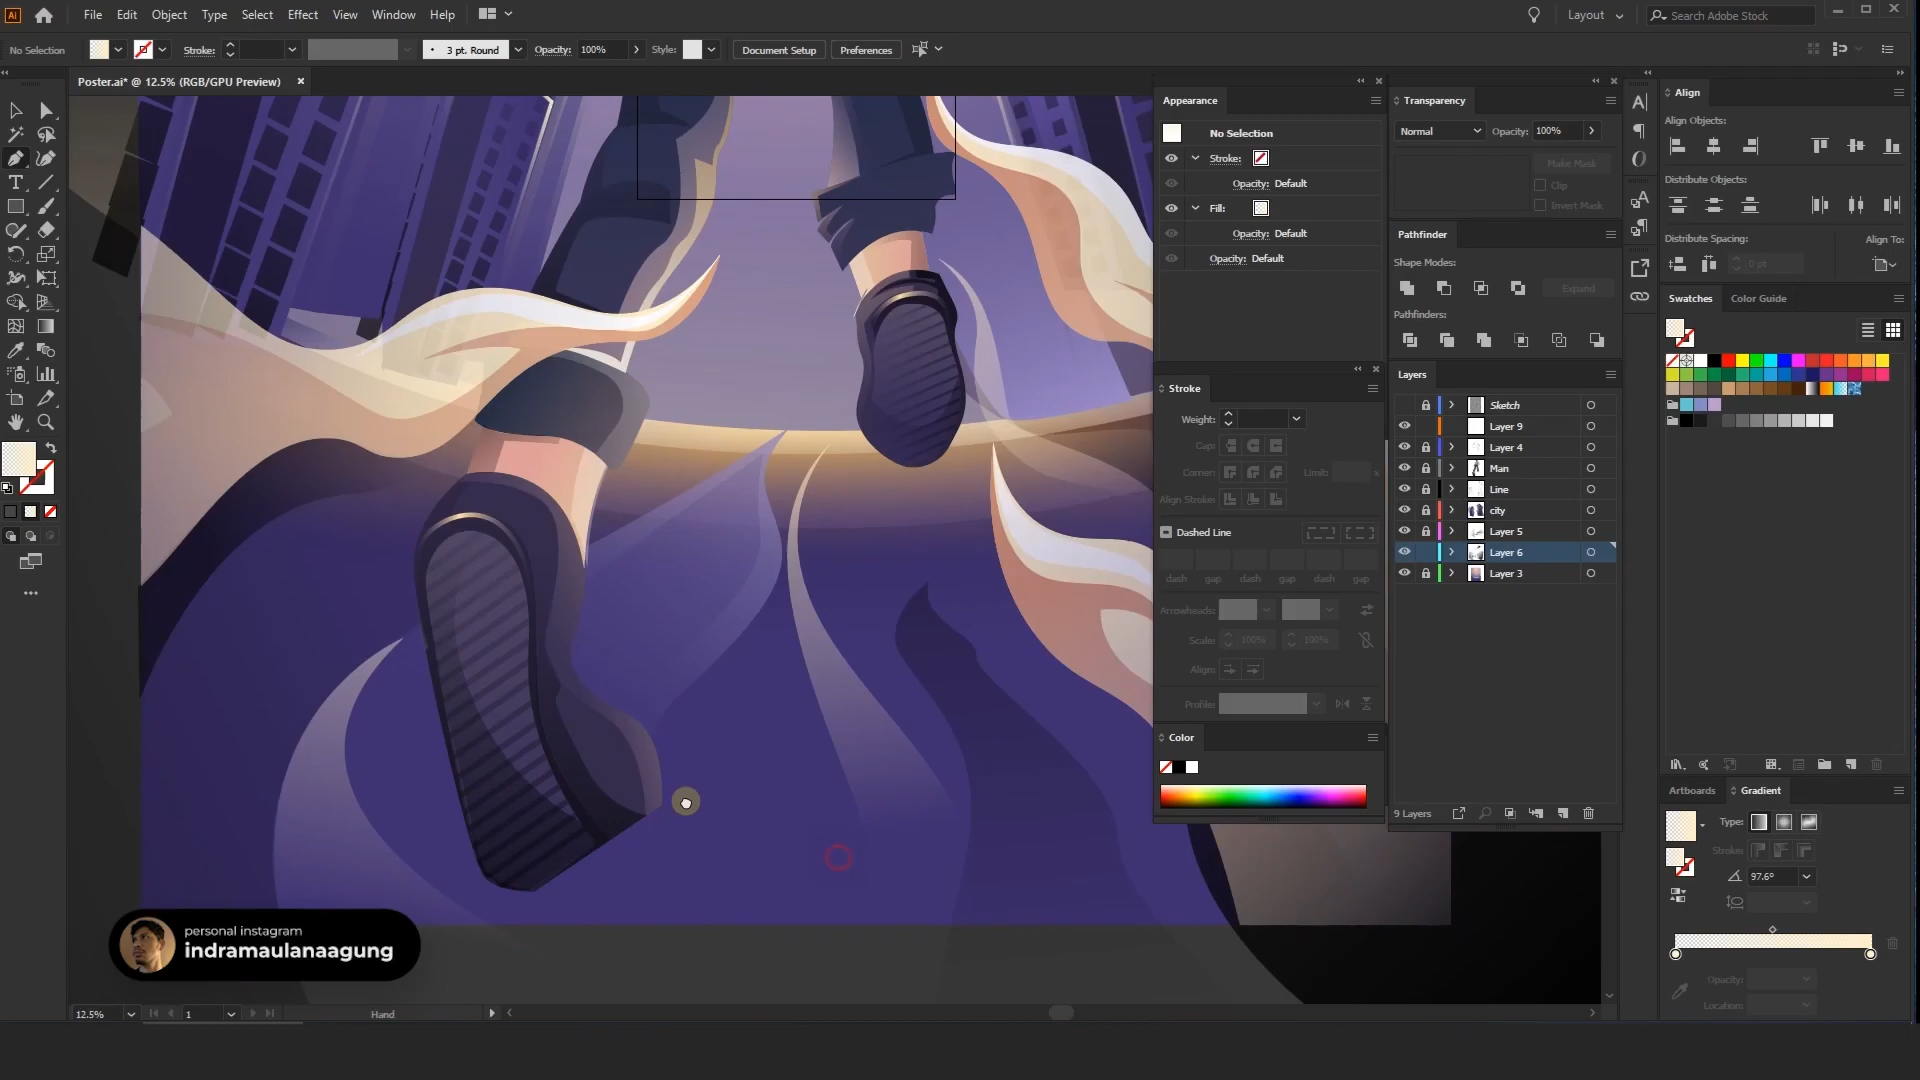 Ai File Edit Object Type Select Effect View Window Help Layout Search Adobe Stock
No Selection Stroke: 3 pt. Round Opacity: 100% Style: Document Setup Preferences
Poster.ai* @ 12.5% (RGB/GPU Preview) ×
Appearance
No Selection
Stroke:
Opacity: Default
Fill:
Opacity: Default
Opacity: Default
Stroke
Weight:
Cap:
Corner: Limit: x
Align Stroke:
Dashed Line
dash gap dash gap dash gap
Arrowheads:
Scale: 100% 100%
Align:
Profile:
Color
Transparency
Normal Opacity: 100%
Make Mask
Clip
Invert Mask
Pathfinder
Shape Modes:
Expand
Pathfinders:
Layers
Sketch
Layer 9
Layer 4
Man
Line
city
Layer 5
Layer 6
Layer 3
9 Layers
Align
Align Objects:
Distribute Objects:
Distribute Spacing: Align To:
0 pt
Swatches Color Guide
Artboards Gradient
Type:
Stroke:
97.6°
Opacity:
Location:
personal instagram
indramaulanaagung
12.5% 1 Hand